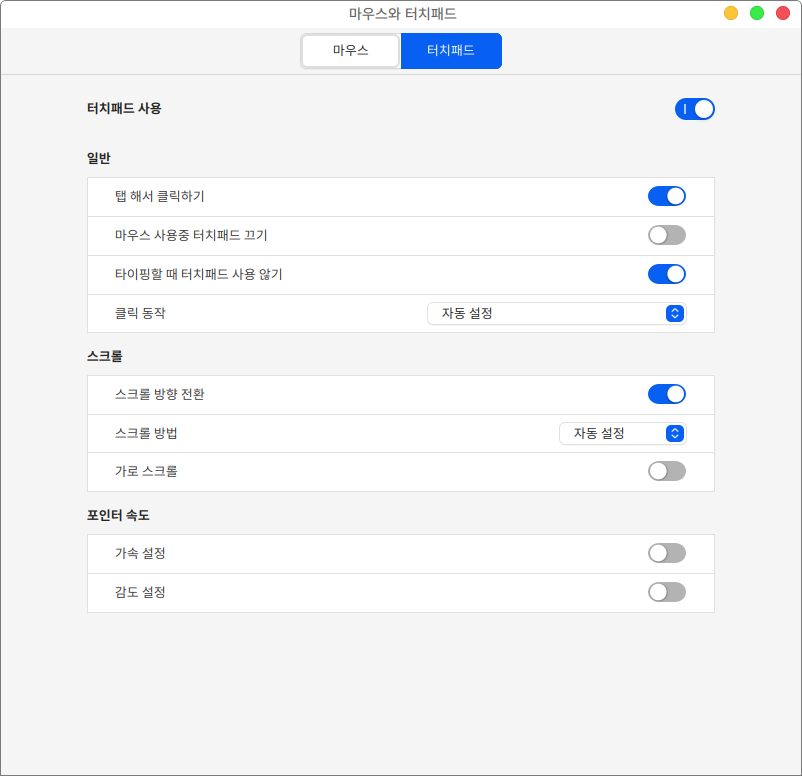 마우스와 터치패드
마우스 터치패드
터치패드 사용
일반
탭 해서 클릭하기
마우스 사용중 터치패드 끄기
타이핑할 때 터치패드 사용 않기
클릭 동작 자동 설정
스크롤
스크롤 방향 전환
스크롤 방법 자동 설정
가로 스크롤
포인터 속도
가속 설정
감도 설정